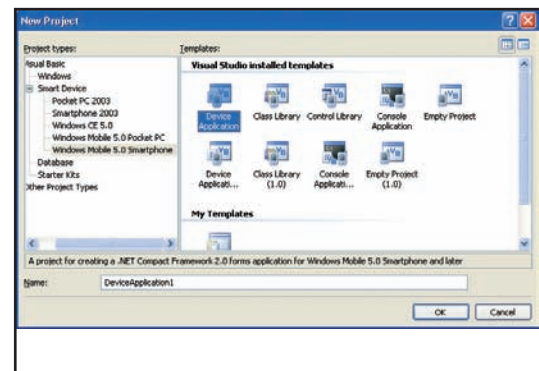 New Project
Project types:
Templates:
Visual Basic
Windows
Smart Device
Pocket PC 2003
Smartphone 2003
Windows CE 5.0
Windows Mobile 5.0 Pocket PC
Windows Mobile 5.0 Smartphone
Database
Starter Kits
Other Project Types
Visual Studio installed templates
Device Application
Class Library
Control Library
Console Application
Empty Project
Device Applicati...
Class Library (1.0)
Console Applicati...
Empty Project (1.0)
My Templates
A project for creating a .NET Compact Framework 2.0 forms application for Windows Mobile 5.0 Smartphone and later
Name:
DeviceApplication1
OK
Cancel